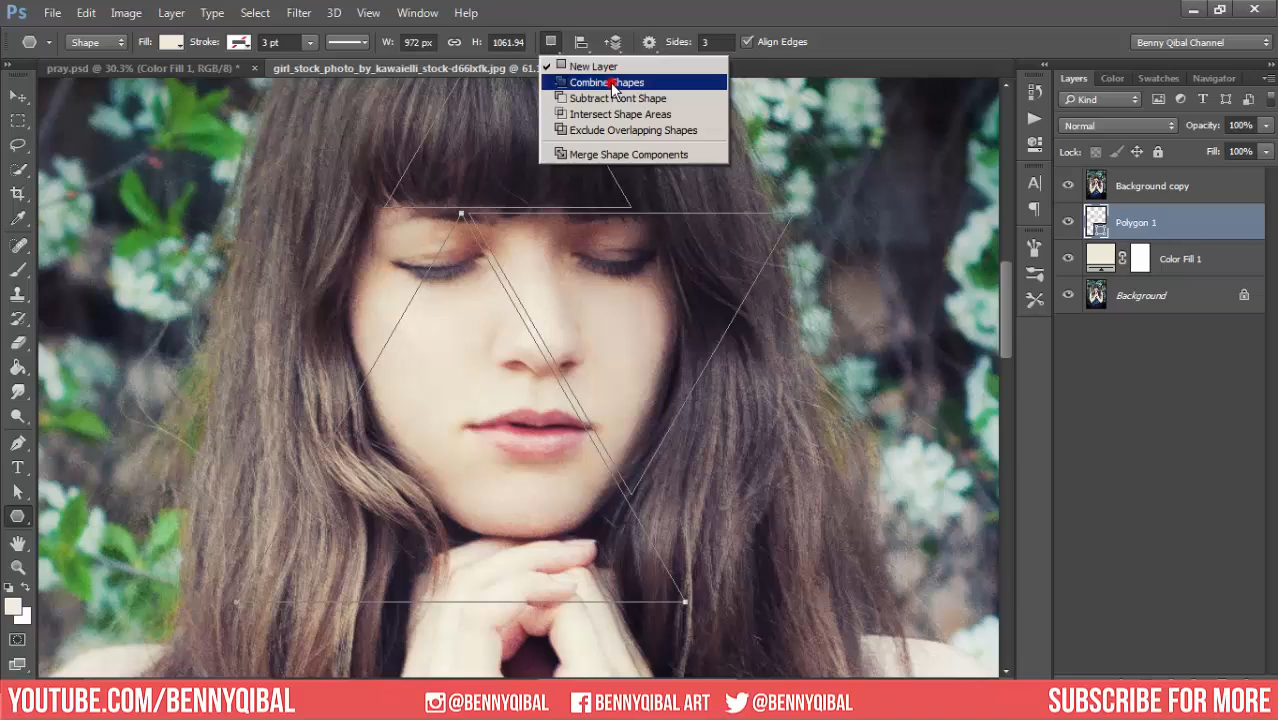 Ps File Edit Image Layer Type Select Filter 3D View Window Help
Shape Fill: Stroke: 3 pt W: 972 px H: 1061.94 Sides: 3 Align Edges Benny Qibal Channel
pray.psd @ 30.3% (Color Fill 1, RGB/8) * × girl_stock_photo_by_kawaielli_stock-d66lxfk.jpg @ 61.
New Layer
Combine Shapes
Subtract Front Shape
Intersect Shape Areas
Exclude Overlapping Shapes
Merge Shape Components
Layers Color Swatches Navigator
Kind
Normal Opacity: 100%
Lock: Fill: 100%
Background copy
Polygon 1
Color Fill 1
Background
YOUTUBE.COM/BENNYQIBAL @BENNYQIBAL BENNYQIBAL ART @BENNYQIBAL SUBSCRIBE FOR MORE